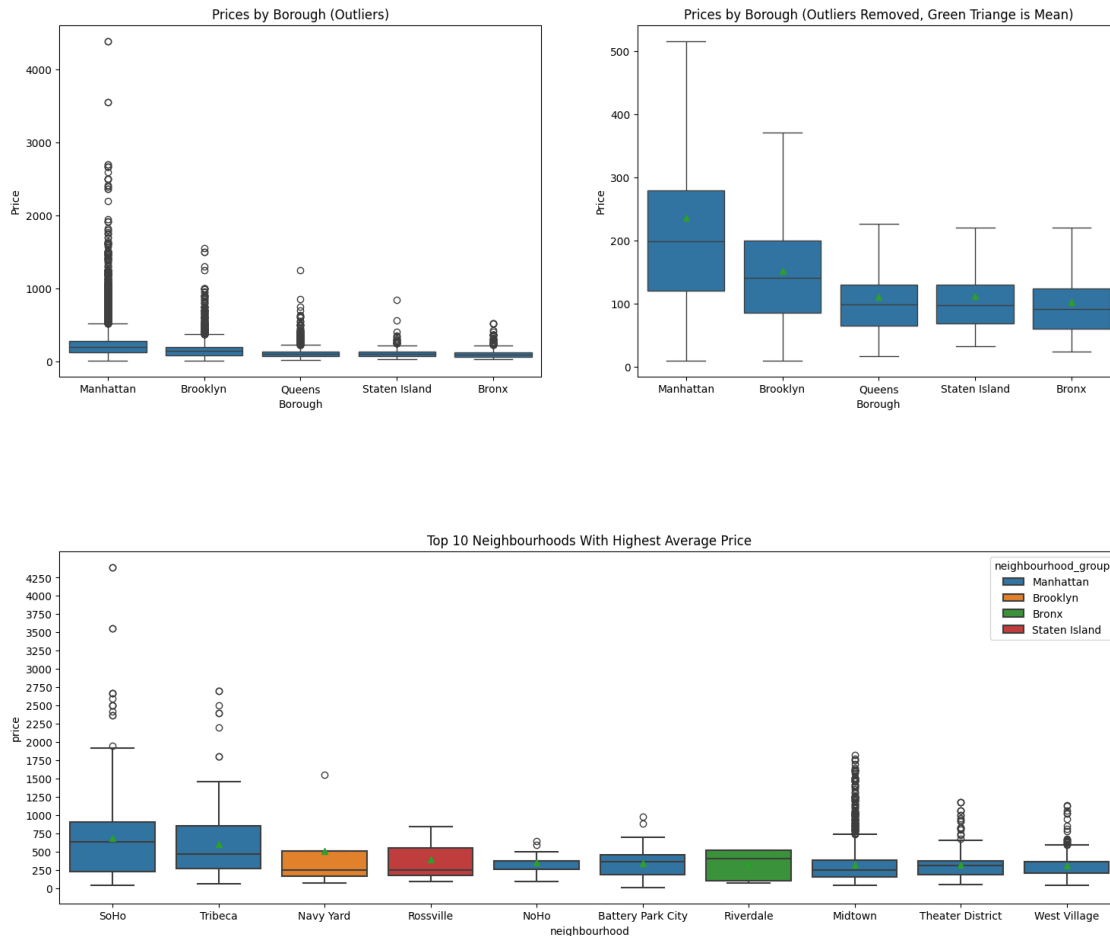 Prices by Borough (Outliers)
Price
4000
3000
2000
1000
0
Manhattan Brooklyn Queens Staten Island Bronx
Borough
Prices by Borough (Outliers Removed, Green Triange is Mean)
Price
500
400
300
200
100
0
Manhattan Brooklyn Queens Staten Island Bronx
Borough
Top 10 Neighbourhoods With Highest Average Price
price
4250
4000
3750
3500
3250
3000
2750
2500
2250
2000
1750
1500
1250
1000
750
500
250
0
neighbourhood_group
Manhattan
Brooklyn
Bronx
Staten Island
SoHo Tribeca Navy Yard Rossville NoHo Battery Park City Riverdale Midtown Theater District West Village
neighbourhood